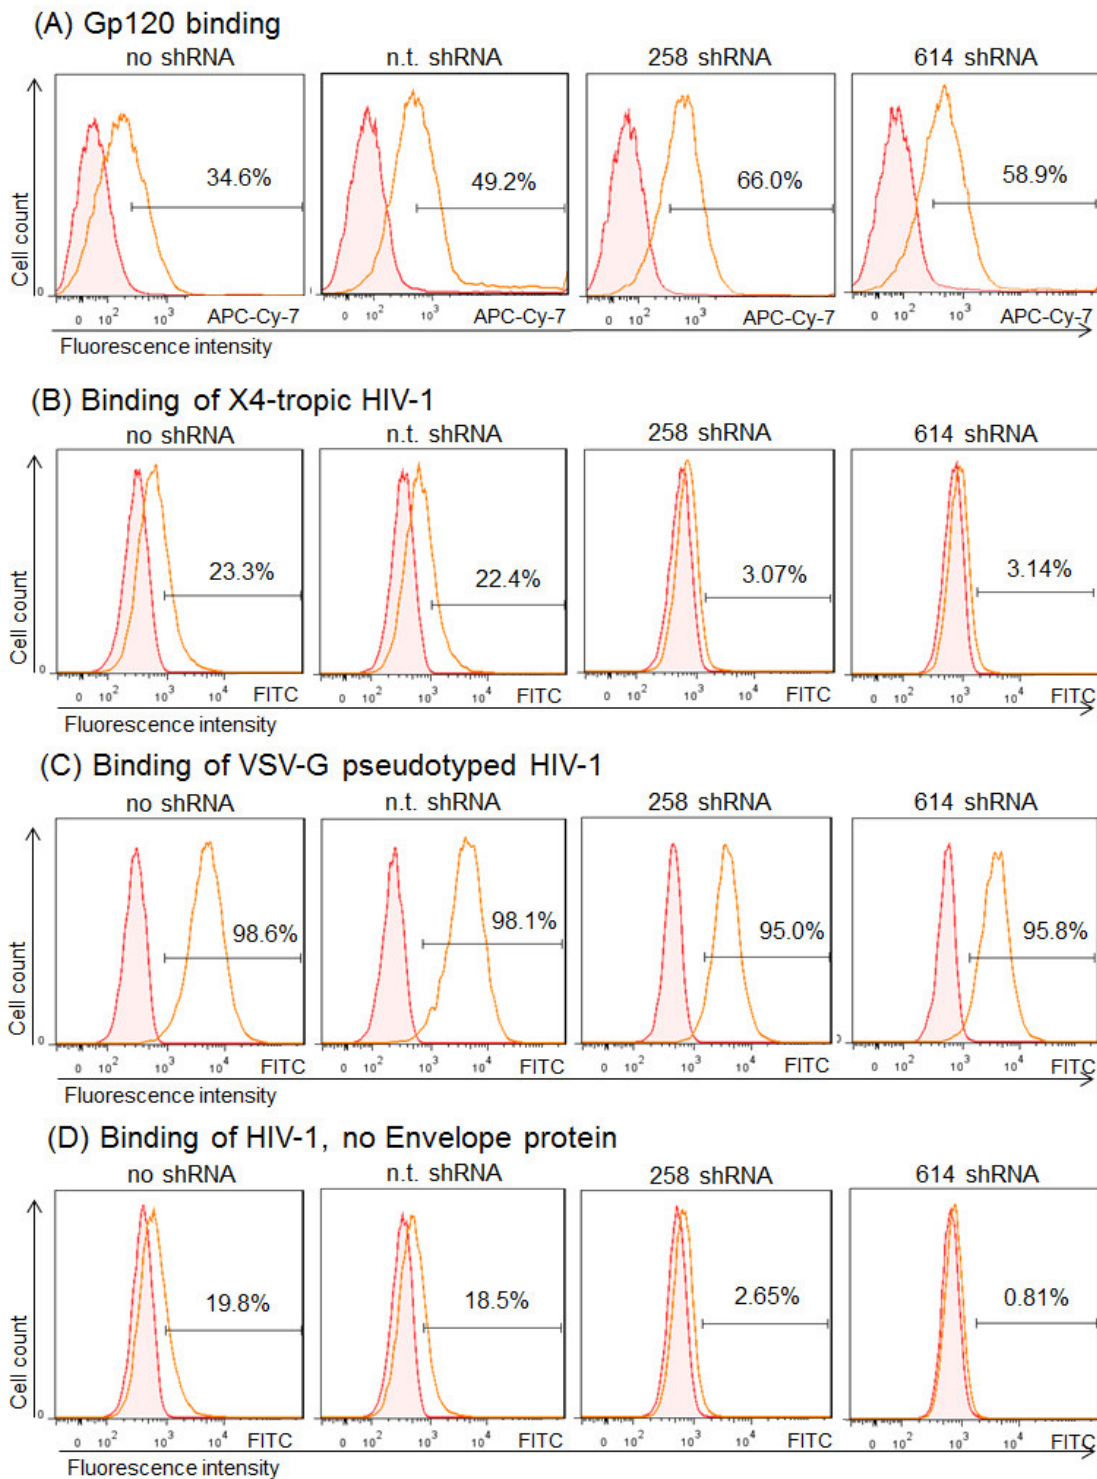 (A) Gp120 binding
no shRNA
n.t. shRNA
258 shRNA
614 shRNA
Cell count
34.6%
49.2%
66.0%
58.9%
0
0 10² 10³
0 10² 10³
0 10² 10³
0 10² 10³
APC-Cy-7
APC-Cy-7
APC-Cy-7
APC-Cy-7
Fluorescence intensity
(B) Binding of X4-tropic HIV-1
no shRNA
n.t. shRNA
258 shRNA
614 shRNA
Cell count
23.3%
22.4%
3.07%
3.14%
0
0 10² 10³ 10⁴ FITC
0 10² 10³ 10⁴ FITC
0 10² 10³ 10⁴ FITC
0 10² 10³ 10⁴ FITC
Fluorescence intensity
(C) Binding of VSV-G pseudotyped HIV-1
no shRNA
n.t. shRNA
258 shRNA
614 shRNA
Cell count
98.6%
98.1%
95.0%
95.8%
0
0 10² 10³ 10⁴ FITC
0 10² 10³ 10⁴ FITC
0 10² 10³ 10⁴ FITC
0 10² 10³ 10⁴ FITC
Fluorescence intensity
(D) Binding of HIV-1, no Envelope protein
no shRNA
n.t. shRNA
258 shRNA
614 shRNA
Cell count
19.8%
18.5%
2.65%
0.81%
0
0 10² 10³ 10⁴ FITC
0 10² 10³ 10⁴ FITC
0 10² 10³ 10⁴ FITC
0 10² 10³ 10⁴ FITC
Fluorescence intensity